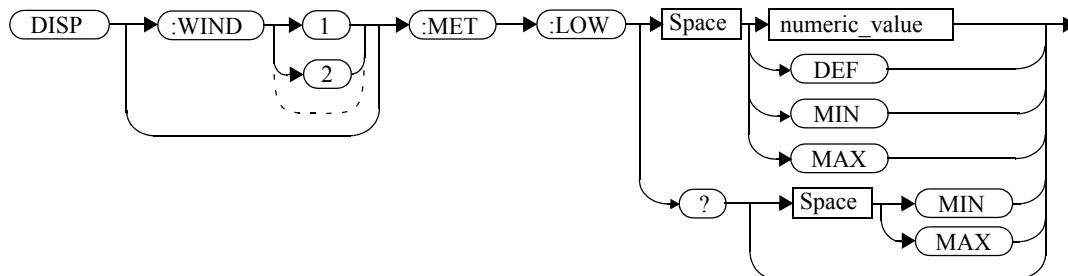 DISP :WIND 1 :MET :LOW Space numeric_value
2 DEF
MIN
MAX
? Space MIN
MAX